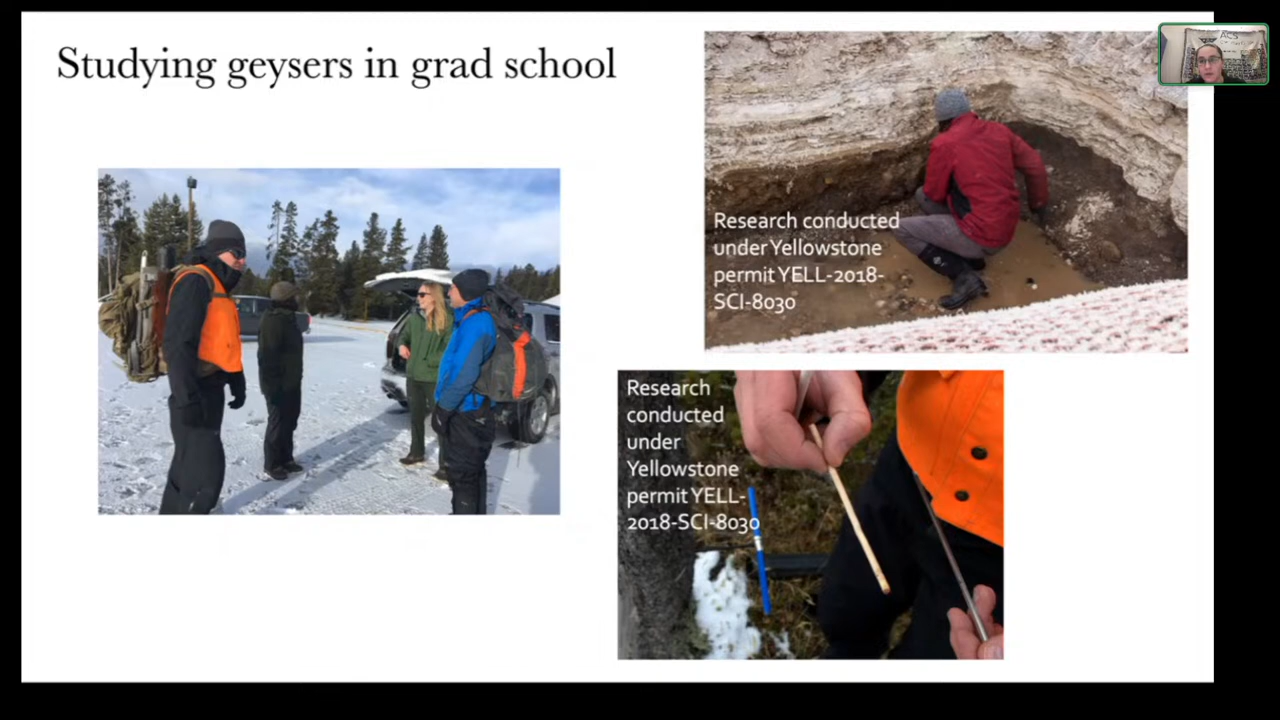 Studying geysers in grad school
Research conducted
under Yellowstone
permit YELL-2018-
SCI-8030
Research
conducted
under
Yellowstone
permit YELL-
2018-SCI-8030
ACS